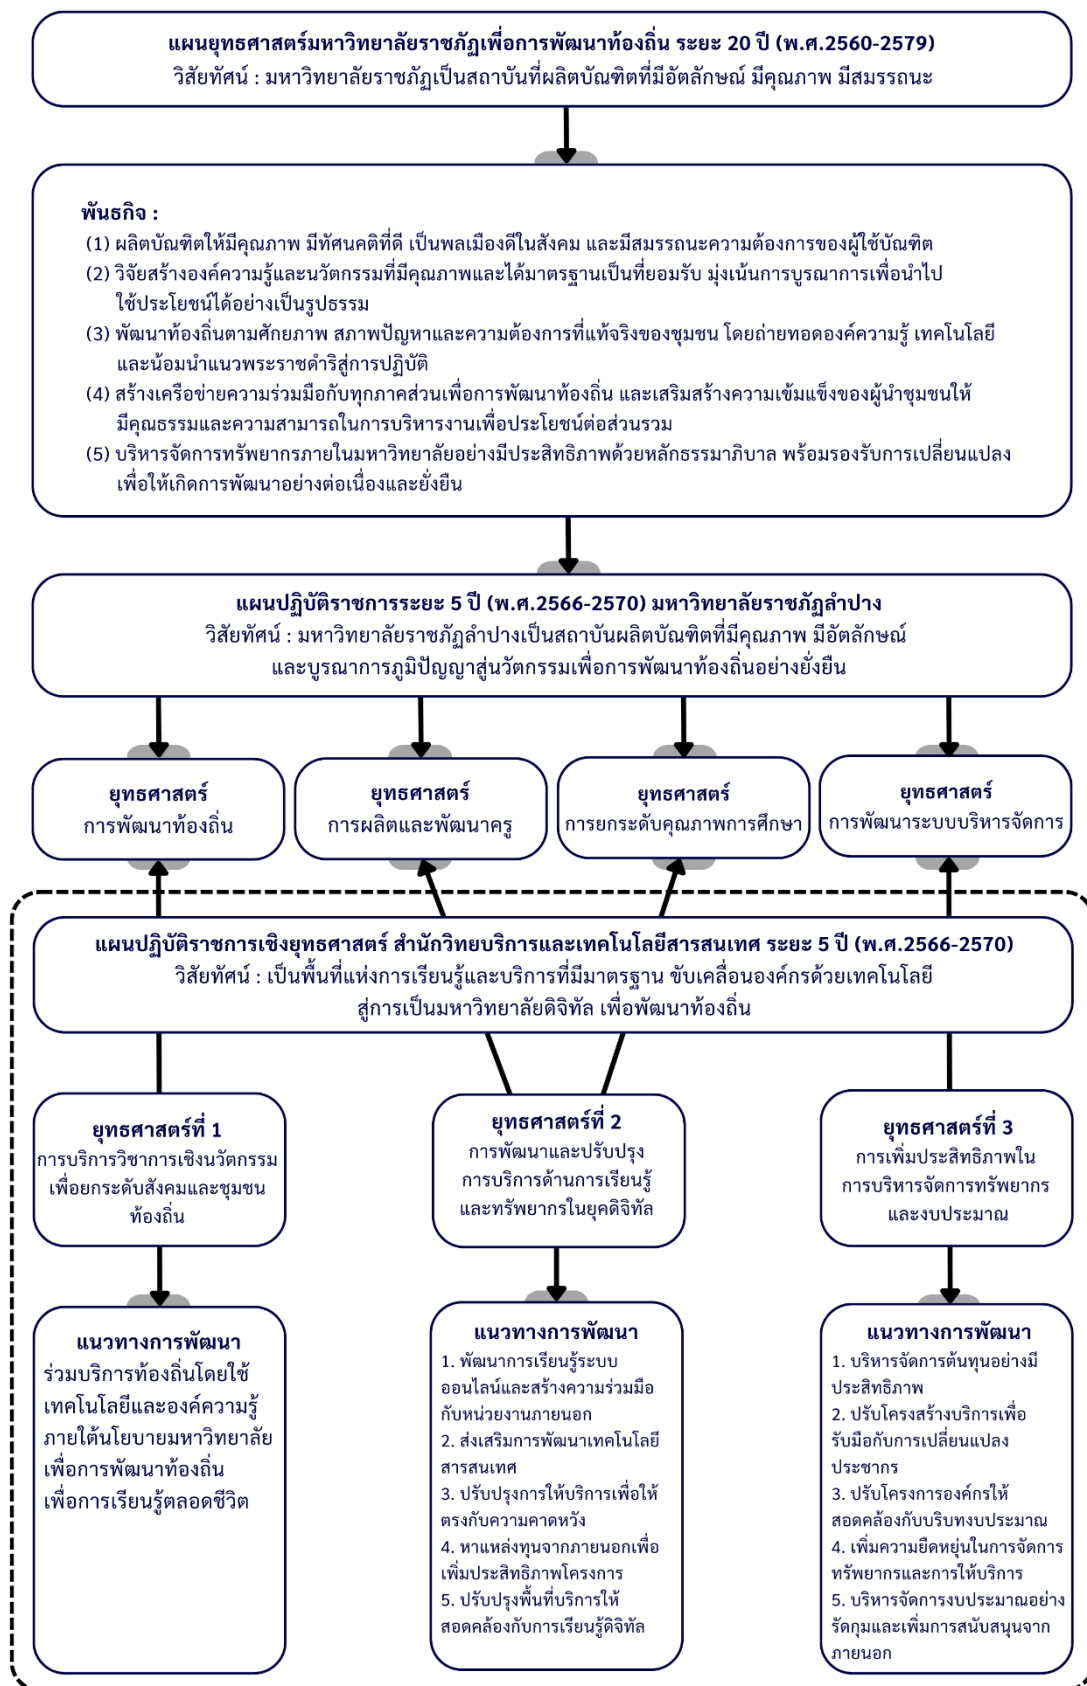 แผนยุทธศาสตร์มหาวิทยาลัยราชภัฏเพื่อการพัฒนาท้องถิ่น ระยะ 20 ปี (พ.ศ.2560-2579)
วิสัยทัศน์ : มหาวิทยาลัยราชภัฏเป็นสถาบันที่ผลิตบัณฑิตที่มีอัตลักษณ์ มีคุณภาพ มีสมรรถนะ
พันธกิจ :
(1) ผลิตบัณฑิตให้มีคุณภาพ มีทัศนคติที่ดี เป็นพลเมืองดีในสังคม และมีสมรรถนะความต้องการของผู้ใช้บัณฑิต
(2) วิจัยสร้างองค์ความรู้และนวัตกรรมที่มีคุณภาพและได้มาตรฐานเป็นที่ยอมรับ มุ่งเน้นการบูรณาการเพื่อนำไป
ใช้ประโยชน์ได้อย่างเป็นรูปธรรม
(3) พัฒนาท้องถิ่นตามศักยภาพ สภาพปัญหาและความต้องการที่แท้จริงของชุมชน โดยถ่ายทอดองค์ความรู้ เทคโนโลยี
และน้อมนำแนวพระราชดำริสู่การปฏิบัติ
(4) สร้างเครือข่ายความร่วมมือกับทุกภาคส่วนเพื่อการพัฒนาท้องถิ่น และเสริมสร้างความเข้มแข็งของผู้นำชุมชนให้
มีคุณธรรมและความสามารถในการบริหารงานเพื่อประโยชน์ต่อส่วนรวม
(5) บริหารจัดการทรัพยากรภายในมหาวิทยาลัยอย่างมีประสิทธิภาพด้วยหลักธรรมาภิบาล พร้อมรองรับการเปลี่ยนแปลง
เพื่อให้เกิดการพัฒนาอย่างต่อเนื่องและยั่งยืน
แผนปฏิบัติราชการระยะ 5 ปี (พ.ศ.2566-2570) มหาวิทยาลัยราชภัฏลำปาง
วิสัยทัศน์ : มหาวิทยาลัยราชภัฏลำปางเป็นสถาบันผลิตบัณฑิตที่มีคุณภาพ มีอัตลักษณ์
และบูรณาการภูมิปัญญาสู่นวัตกรรมเพื่อการพัฒนาท้องถิ่นอย่างยั่งยืน
ยุทธศาสตร์
การพัฒนาท้องถิ่น
ยุทธศาสตร์
การผลิตและพัฒนาครู
ยุทธศาสตร์
การยกระดับคุณภาพการศึกษา
ยุทธศาสตร์
การพัฒนาระบบบริหารจัดการ
แผนปฏิบัติราชการเชิงยุทธศาสตร์ สำนักวิทยบริการและเทคโนโลยีสารสนเทศ ระยะ 5 ปี (พ.ศ.2566-2570)
วิสัยทัศน์ : เป็นพื้นที่แห่งการเรียนรู้และบริการที่มีมาตรฐาน ขับเคลื่อนองค์กรด้วยเทคโนโลยี
สู่การเป็นมหาวิทยาลัยดิจิทัล เพื่อพัฒนาท้องถิ่น
ยุทธศาสตร์ที่ 1
การบริการวิชาการเชิงนวัตกรรม
เพื่อยกระดับสังคมและชุมชน
ท้องถิ่น
ยุทธศาสตร์ที่ 2
การพัฒนาและปรับปรุง
การบริการด้านการเรียนรู้
และทรัพยากรในยุคดิจิทัล
ยุทธศาสตร์ที่ 3
การเพิ่มประสิทธิภาพใน
การบริหารจัดการทรัพยากร
และงบประมาณ
แนวทางการพัฒนา
ร่วมบริการท้องถิ่นโดยใช้
เทคโนโลยีและองค์ความรู้
ภายใต้นโยบายมหาวิทยาลัย
เพื่อการพัฒนาท้องถิ่น
เพื่อการเรียนรู้ตลอดชีวิต
แนวทางการพัฒนา
1. พัฒนาการเรียนรู้ระบบ
ออนไลน์และสร้างความร่วมมือ
กับหน่วยงานภายนอก
2. ส่งเสริมการพัฒนาเทคโนโลยี
สารสนเทศ
3. ปรับปรุงการให้บริการเพื่อให้
ตรงกับความคาดหวัง
4. หาแหล่งทุนจากภายนอกเพื่อ
เพิ่มประสิทธิภาพโครงการ
5. ปรับปรุงพื้นที่บริการให้
สอดคล้องกับการเรียนรู้ดิจิทัล
แนวทางการพัฒนา
1. บริหารจัดการต้นทุนอย่างมี
ประสิทธิภาพ
2. ปรับโครงสร้างบริการเพื่อ
รับมือกับการเปลี่ยนแปลง
ประชากร
3. ปรับโครงการองค์กรให้
สอดคล้องกับบริบทงบประมาณ
4. เพิ่มความยืดหยุ่นในการจัดการ
ทรัพยากรและการให้บริการ
5. บริหารจัดการงบประมาณอย่าง
รัดกุมและเพิ่มการสนับสนุนจาก
ภายนอก